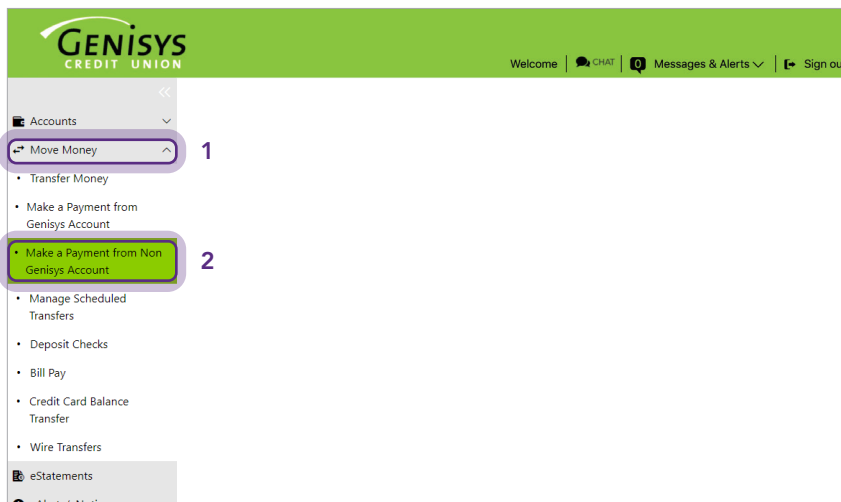 GENiSYS
CREDIT UNION
Welcome CHAT 0 Messages & Alerts Sign ou
Accounts
Move Money 1
Transfer Money
Make a Payment from
Genisys Account
Make a Payment from Non
Genisys Account
2
Manage Scheduled
Transfers
Deposit Checks
Bill Pay
Credit Card Balance
Transfer
Wire Transfers
eStatements